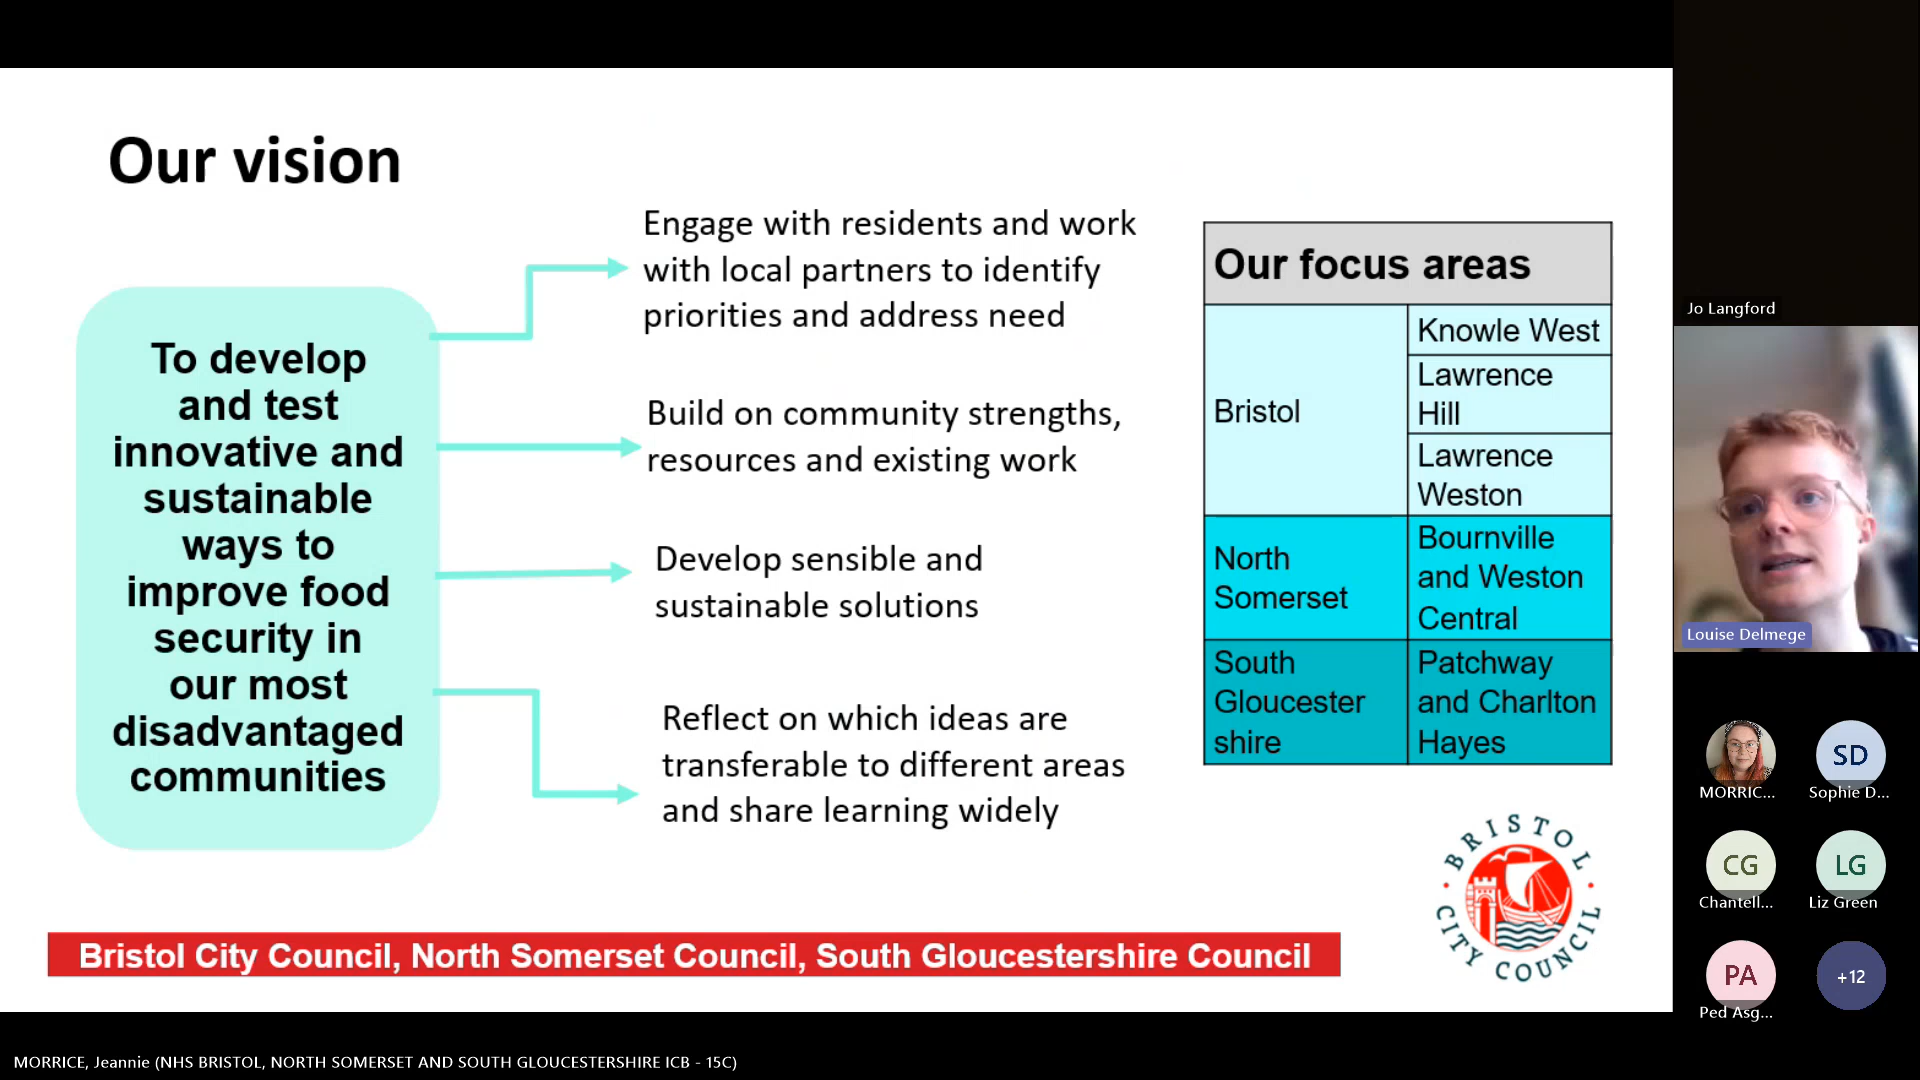 Our vision
To develop
and test
innovative and
sustainable
ways to
improve food
security in
our most
disadvantaged
communities
Engage with residents and work
with local partners to identify
priorities and address need
Build on community strengths,
resources and existing work
Develop sensible and
sustainable solutions
Reflect on which ideas are
transferable to different areas
and share learning widely
Our focus areas
Bristol
Knowle West
Lawrence
Hill
Lawrence
Weston
North
Somerset
Bournville
and Weston
Central
South
Gloucester
shire
Patchway
and Charlton
Hayes
BRISTOL
CITY COUNCIL
Bristol City Council, North Somerset Council, South Gloucestershire Council
Jo Langford
Louise Delmege
MORRIC...
SD
Sophie D...
CG
Chantell...
LG
Liz Green
PA
Ped Asg...
+12
MORRICE, Jeannie (NHS BRISTOL, NORTH SOMERSET AND SOUTH GLOUCESTERSHIRE ICB - 15C)